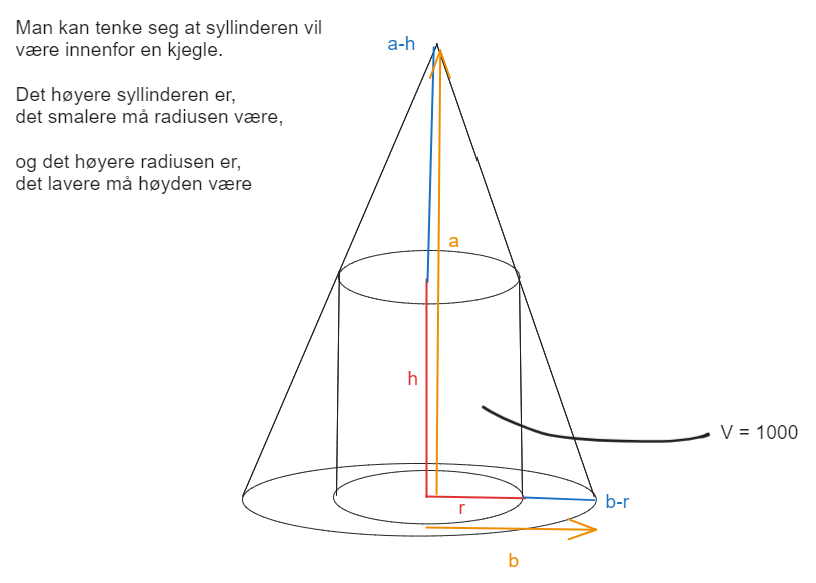 Man kan tenke seg at syllinderen vil
være innenfor en kjegle.
Det høyere syllinderen er,
det smalere må radiusen være,
og det høyere radiusen er,
det lavere må høyden være
a-h
a
h
V = 1000
r
b-r
b